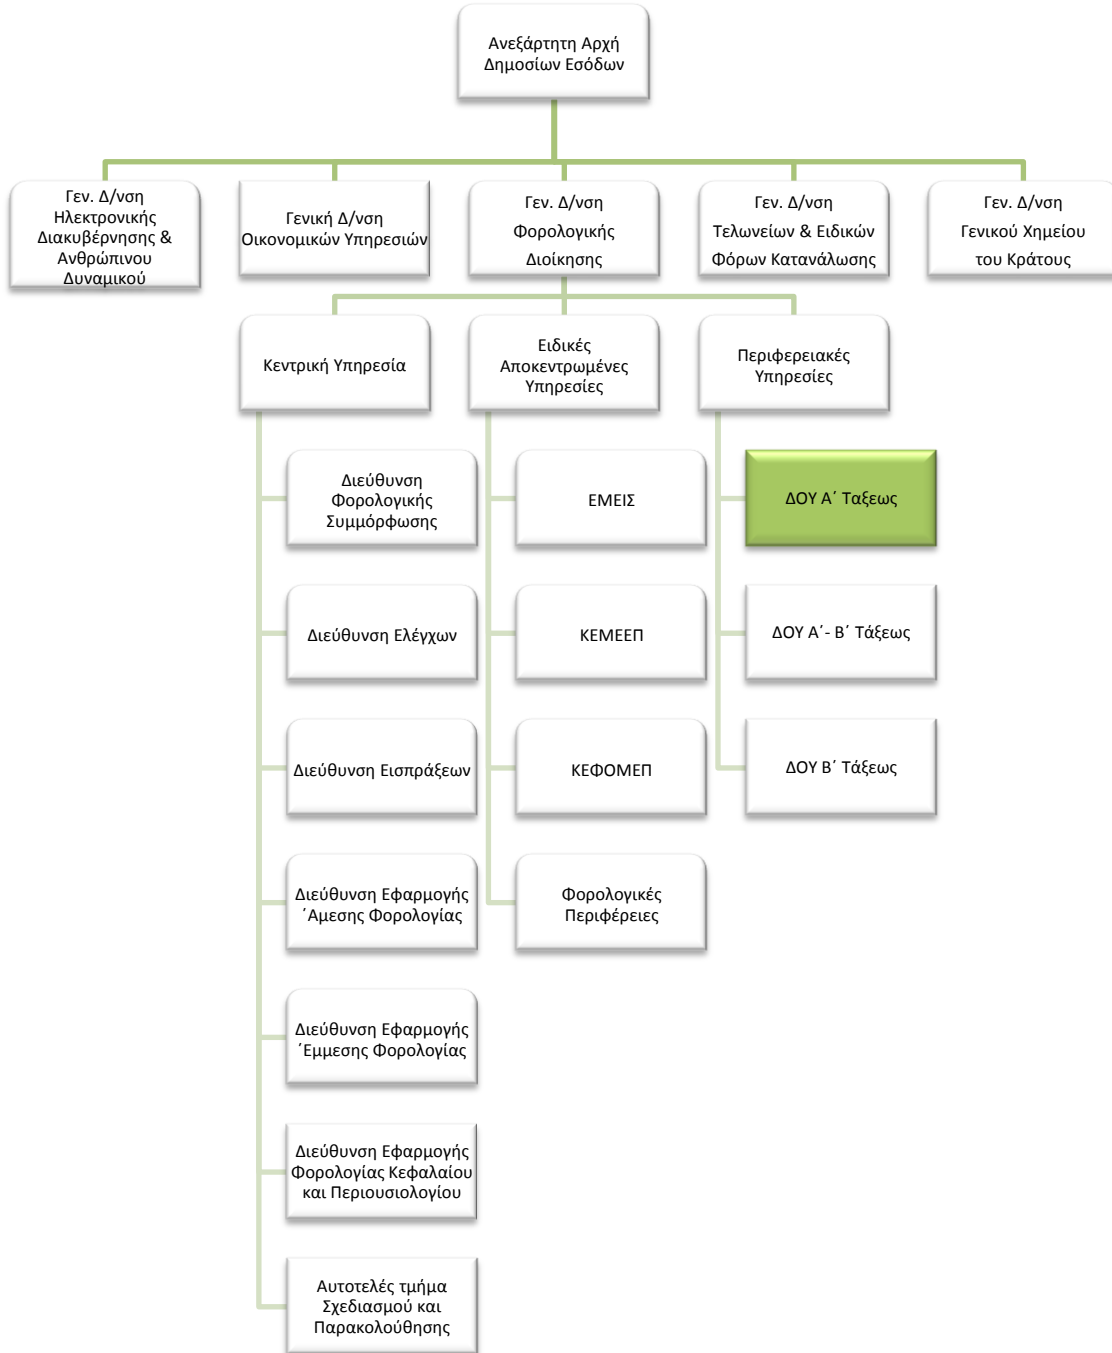 Ανεξάρτητη Αρχή
Δημοσίων Εσόδων
Γεν. Δ/νση
Ηλεκτρονικής
Διακυβέρνησης &
Ανθρώπινου
Δυναμικού
Γενική Δ/νση
Οικονομικών Υπηρεσιών
Γεν. Δ/νση
Φορολογικής
Διοίκησης
Γεν. Δ/νση
Τελωνείων & Ειδικών
Φόρων Κατανάλωσης
Γεν. Δ/νση
Γενικού Χημείου
του Κράτους
Κεντρική Υπηρεσία
Ειδικές
Αποκεντρωμένες
Υπηρεσίες
Περιφερειακές
Υπηρεσίες
Διεύθυνση
Φορολογικής
Συμμόρφωσης
Διεύθυνση Ελέγχων
Διεύθυνση Εισπράξεων
Διεύθυνση Εφαρμογής
΄Αμεσης Φορολογίας
Διεύθυνση Εφαρμογής
΄Εμμεσης Φορολογίας
Διεύθυνση Εφαρμογής
Φορολογίας Κεφαλαίου
και Περιουσιολογίου
Αυτοτελές τμήμα
Σχεδιασμού και
Παρακολούθησης
ΕΜΕΙΣ
ΚΕΜΕΕΠ
ΚΕΦΟΜΕΠ
Φορολογικές
Περιφέρειες
ΔΟΥ Α΄ Ταξεως
ΔΟΥ Α΄- Β΄ Τάξεως
ΔΟΥ Β΄ Τάξεως